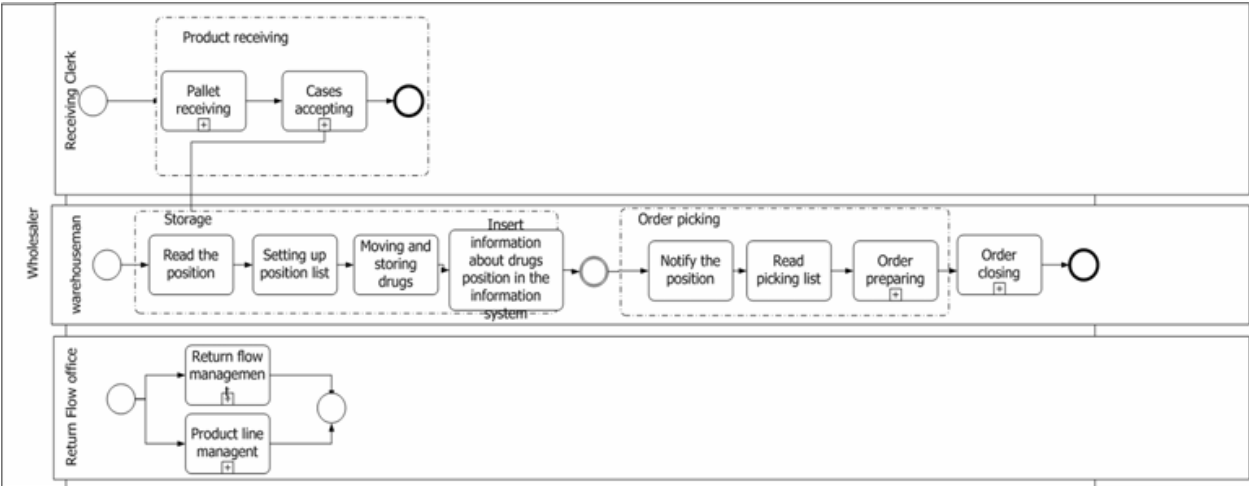 Wholesaler
Receiving Clerk
Product receiving
Pallet
receiving
Cases
accepting
warehouseman
Storage
Read the
position
Setting up
position list
Moving and
storing
drugs
Insert
information
about drugs
position in the
information
system
Order picking
Notify the
position
Read
picking list
Order
preparing
Order
closing
Return Flow office
Return flow
managemen
t
Product line
managent